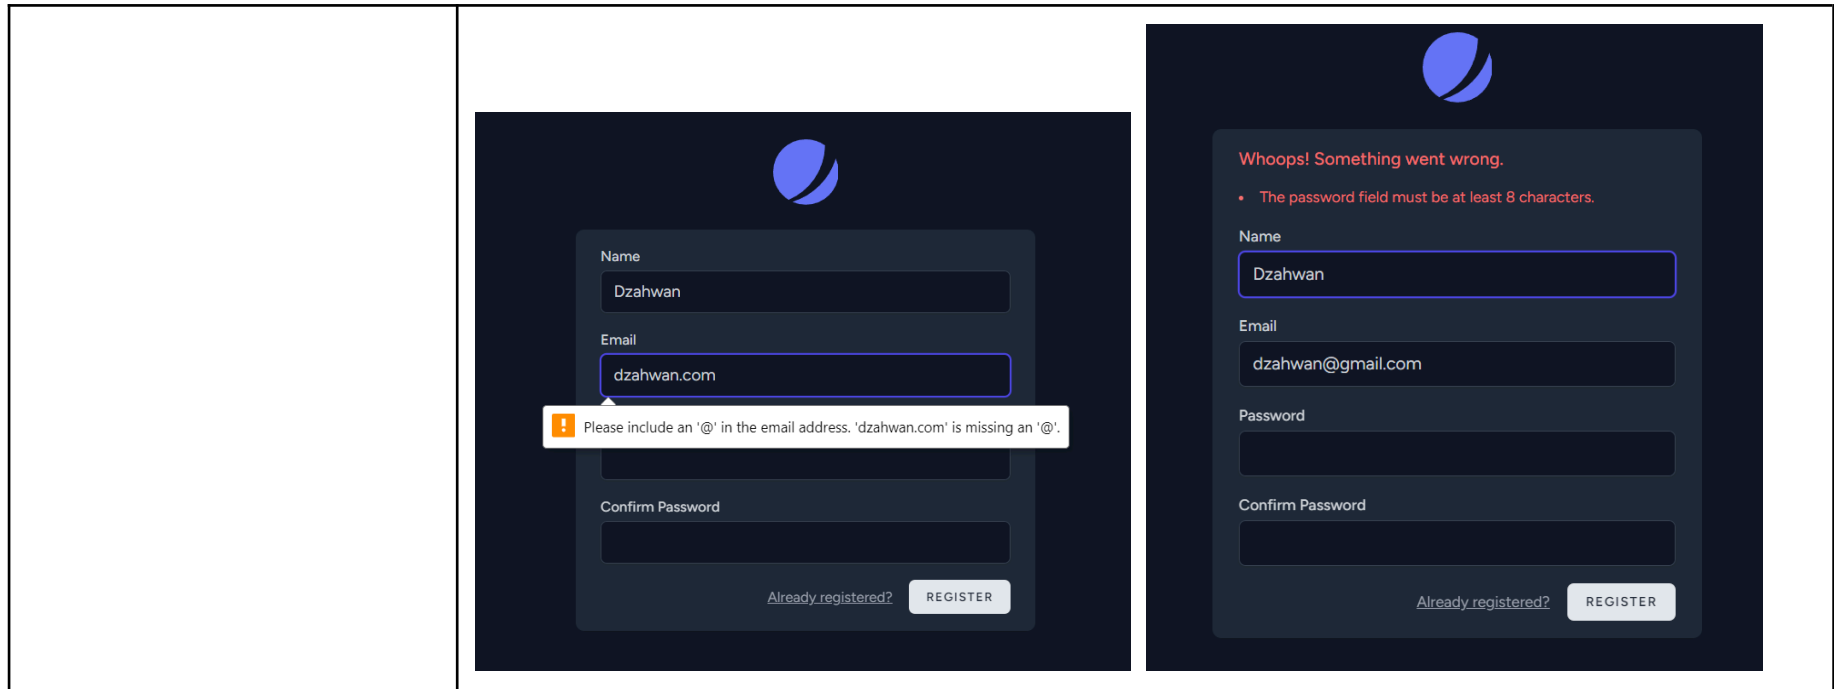 Name
Dzahwan
Email
dzahwan.com
! Please include an '@' in the email address. 'dzahwan.com' is missing an '@'.
Confirm Password
Already registered? REGISTER
Whoops! Something went wrong.
• The password field must be at least 8 characters.
Name
Dzahwan
Email
dzahwan@gmail.com
Password
Confirm Password
Already registered? REGISTER